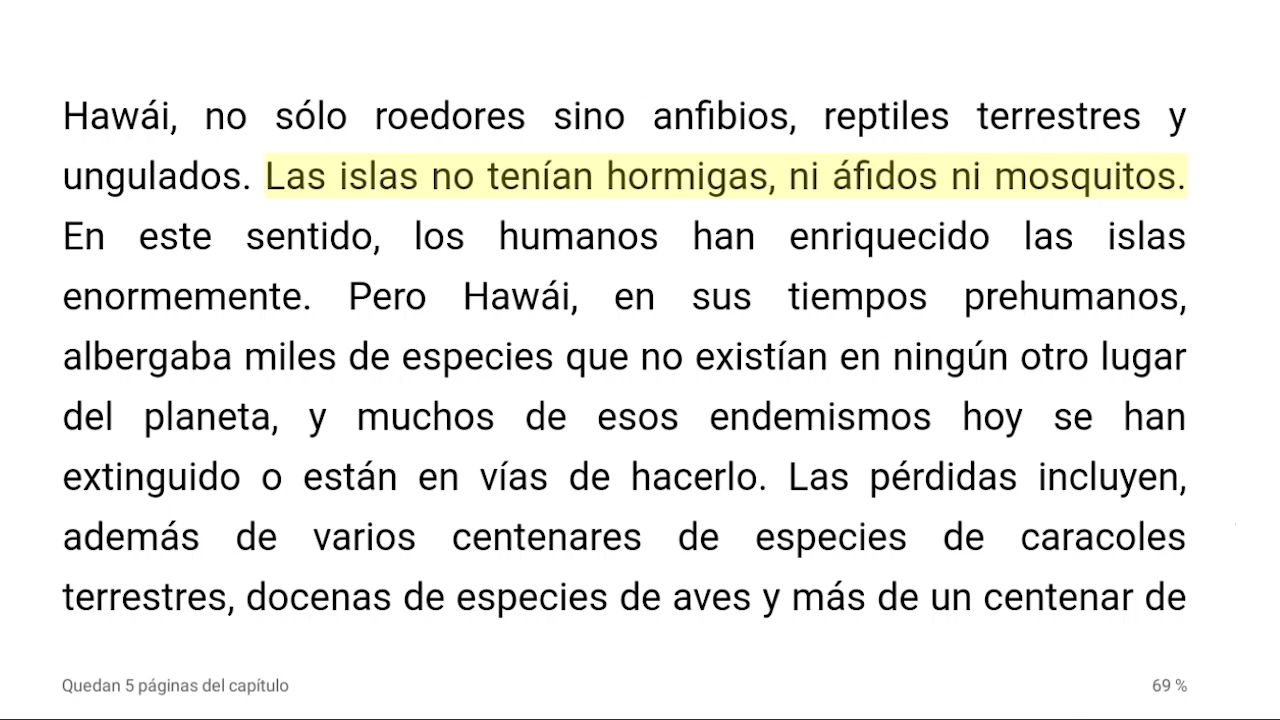 Hawái, no sólo roedores sino anfibios, reptiles terrestres y
ungulados. Las islas no tenían hormigas, ni áfidos ni mosquitos.
En este sentido, los humanos han enriquecido las islas
enormemente. Pero Hawái, en sus tiempos prehumanos,
albergaba miles de especies que no existían en ningún otro lugar
del planeta, y muchos de esos endemismos hoy se han
extinguido o están en vías de hacerlo. Las pérdidas incluyen,
además de varios centenares de especies de caracoles
terrestres, docenas de especies de aves y más de un centenar de
Quedan 5 páginas del capítulo
69 %